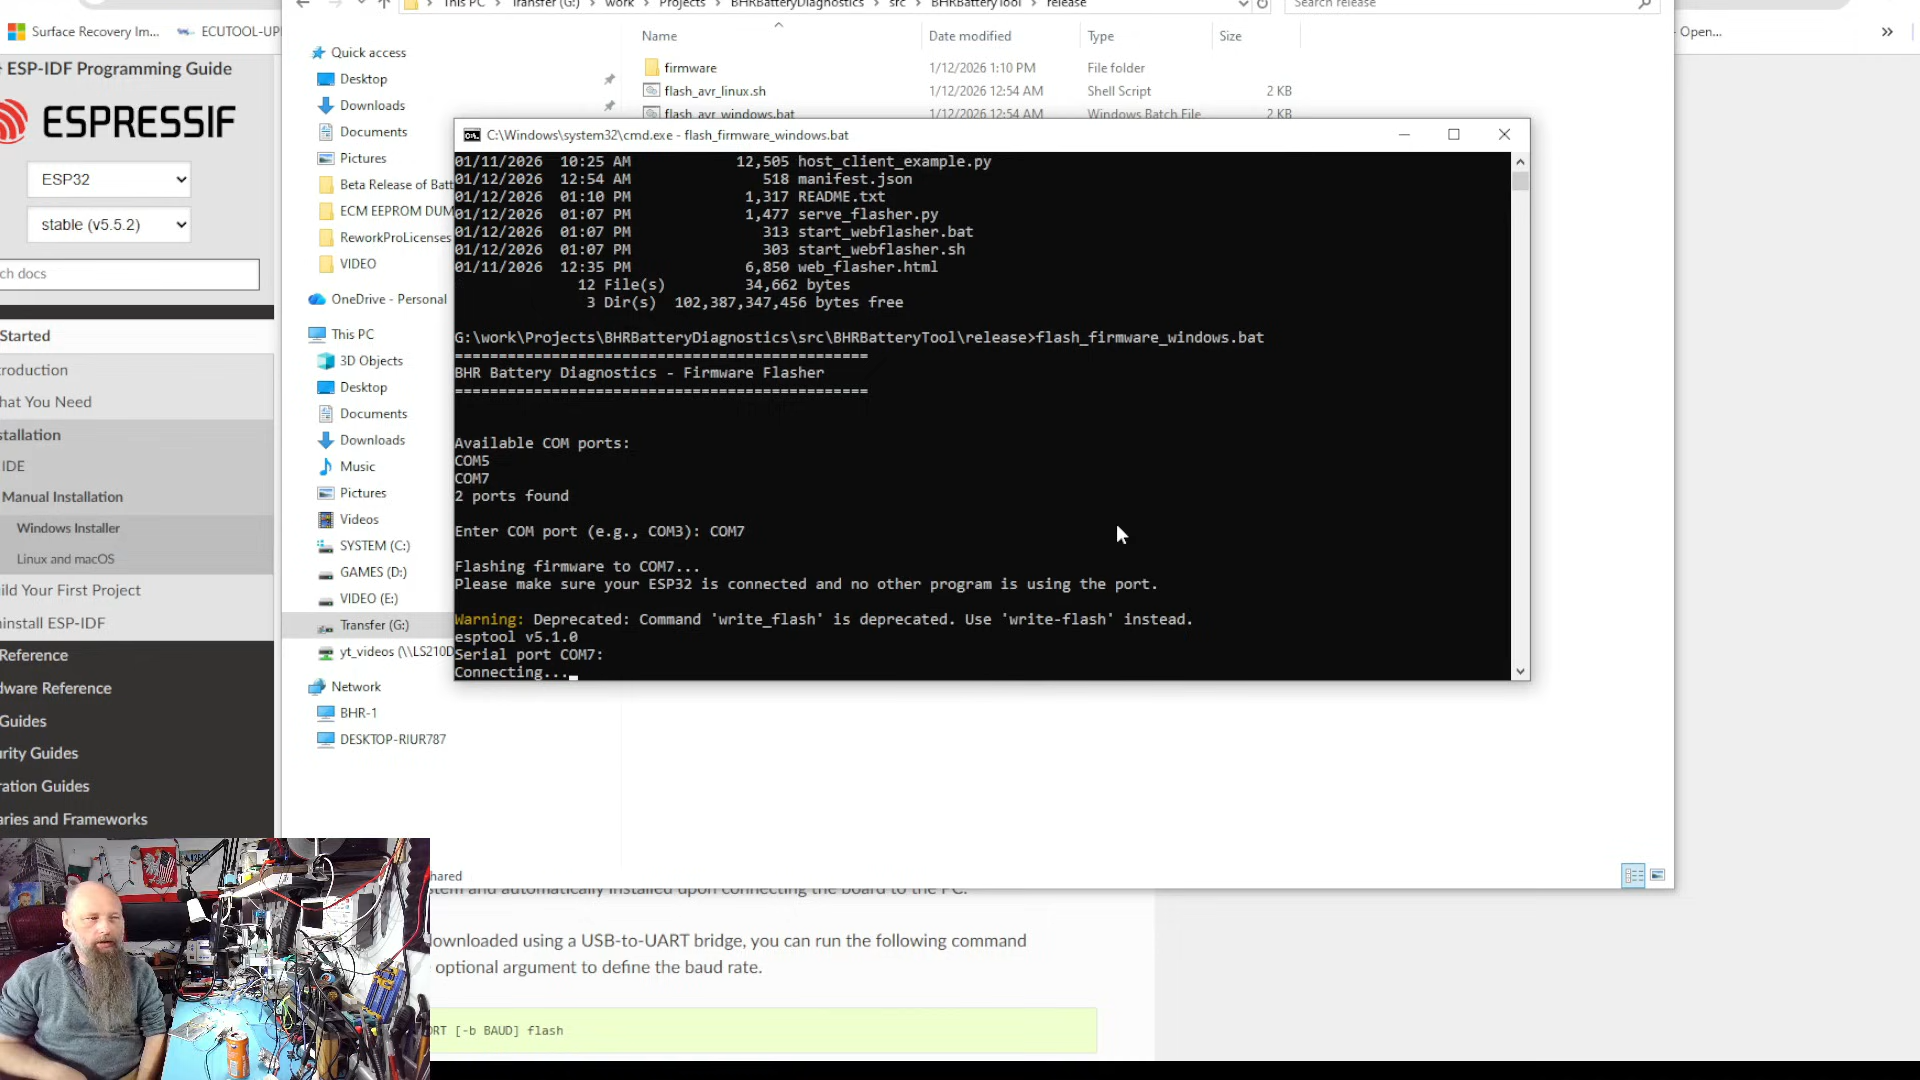 This PC > Transfer (G:) > work > Projects > BHRBatteryDiagnostics > src > BHRBatteryTool > release
Search release
Surface Recovery Im...
ECUTOOL-UPI
- Open...
»
ESP-IDF Programming Guide
ESPRESSIF
ESP32
stable (v5.5.2)
ch docs
Started
roduction
hat You Need
stallation
IDE
Manual Installation
Windows Installer
Linux and macOS
ild Your First Project
ninstall ESP-IDF
Reference
dware Reference
Guides
urity Guides
ration Guides
aries and Frameworks
Quick access
Desktop
Downloads
Documents
Pictures
Beta Release of Batt
ECM EEPROM DUM
ReworkProLicenses
VIDEO
OneDrive - Personal
This PC
3D Objects
Desktop
Documents
Downloads
Music
Pictures
Videos
SYSTEM (C:)
GAMES (D:)
VIDEO (E:)
Transfer (G:)
yt_videos (\\LS210D
Network
BHR-1
DESKTOP-RIUR787
Name Date modified Type Size
firmware 1/12/2026 1:10 PM File folder
flash_avr_linux.sh 1/12/2026 12:54 AM Shell Script 2 KB
flash_avr_windows.bat 1/12/2026 12:54 AM Windows Batch File 2 KB
C:\Windows\system32\cmd.exe - flash_firmware_windows.bat
01/11/2026 10:25 AM 12,505 host_client_example.py
01/12/2026 12:54 AM 518 manifest.json
01/12/2026 01:10 PM 1,317 README.txt
01/12/2026 01:07 PM 1,477 serve_flasher.py
01/12/2026 01:07 PM 313 start_webflasher.bat
01/12/2026 01:07 PM 303 start_webflasher.sh
01/11/2026 12:35 PM 6,850 web_flasher.html
12 File(s) 34,662 bytes
3 Dir(s) 102,387,347,456 bytes free
G:\work\Projects\BHRBatteryDiagnostics\src\BHRBatteryTool\release>flash_firmware_windows.bat
===============================================
BHR Battery Diagnostics - Firmware Flasher
===============================================
Available COM ports:
COM5
COM7
2 ports found
Enter COM port (e.g., COM3): COM7
Flashing firmware to COM7...
Please make sure your ESP32 is connected and no other program is using the port.
Warning: Deprecated: Command 'write_flash' is deprecated. Use 'write-flash' instead.
esptool v5.1.0
Serial port COM7:
Connecting...
hared
stem and automatically installed upon connecting the board to the PC.
ownloaded using a USB-to-UART bridge, you can run the following command
optional argument to define the baud rate.
ORT [-b BAUD] flash